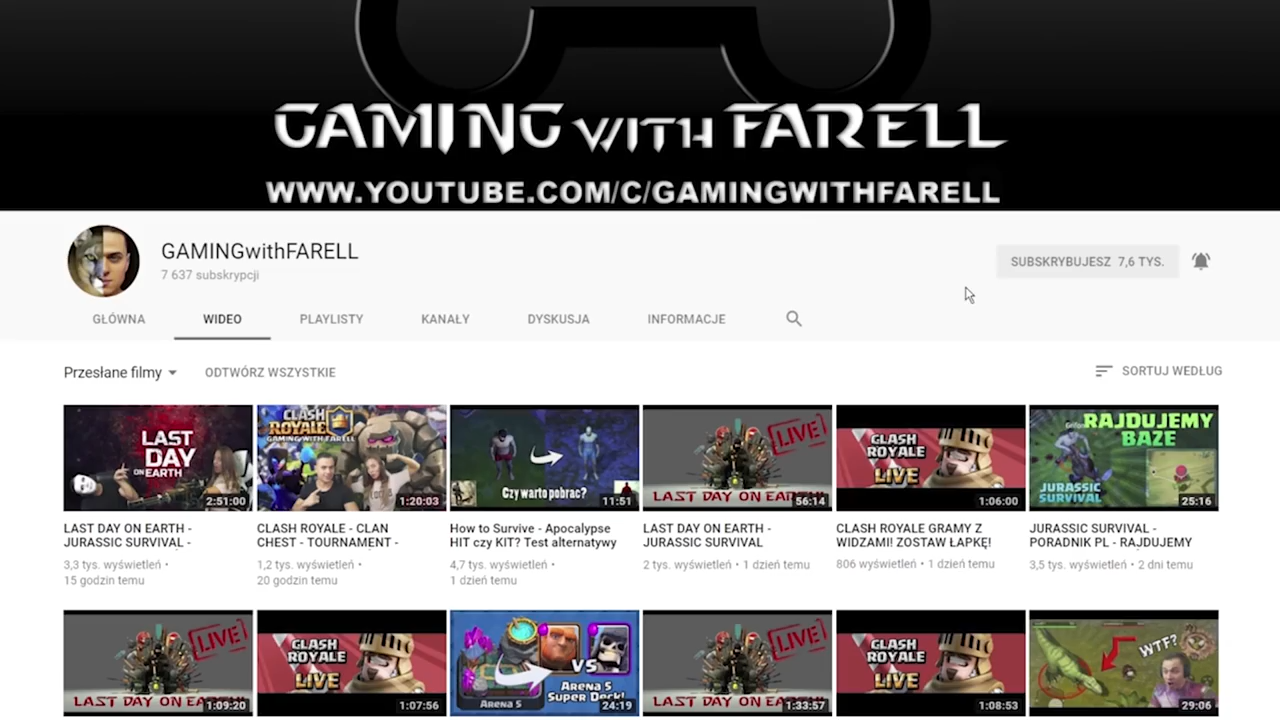 GAMING WITH FARELL
WWW.YOUTUBE.COM/C/GAMINGWITHFARELL
GAMINGwithFARELL
7 637 subskrypcji
SUBSKRYBUJESZ 7,6 TYS.
GŁÓWNA WIDEO PLAYLISTY KANAŁY DYSKUSJA INFORMACJE
Przesłane filmy ODTWÓRZ WSZYSTKIE SORTUJ WEDŁUG
LAST
DAY
ON EARTH
2:51:00
CLASH
ROYALE
GAMING WITH FARELL
1:20:03
Czy warto pobrac?
11:51
LIVE
LAST DAY ON EARTH
56:14
CLASH
ROYALE
LIVE
1:06:00
RAJDUJEMY
BAZE
JURASSIC
SURVIVAL
25:16
LAST DAY ON EARTH -
JURASSIC SURVIVAL -
3,3 tys. wyświetleń •
15 godzin temu
CLASH ROYALE - CLAN
CHEST - TOURNAMENT -
1,2 tys. wyświetleń •
20 godzin temu
How to Survive - Apocalypse
HIT czy KIT? Test alternatywy
4,7 tys. wyświetleń •
1 dzień temu
LAST DAY ON EARTH -
JURASSIC SURVIVAL
2 tys. wyświetleń • 1 dzień temu
CLASH ROYALE GRAMY Z
WIDZAMI! ZOSTAW ŁAPKĘ!
806 wyświetleń • 1 dzień temu
JURASSIC SURVIVAL -
PORADNIK PL - RAJDUJEMY
3,5 tys. wyświetleń • 2 dni temu
LIVE
LAST DAY ON EA
1:09:20
CLASH
ROYALE
LIVE
1:07:56
VS
Arena 5
Super Deck!
Arena 5
24:19
LIVE
LAST DAY ON EA
1:33:57
CLASH
ROYALE
LIVE
1:08:53
WTF?
29:06